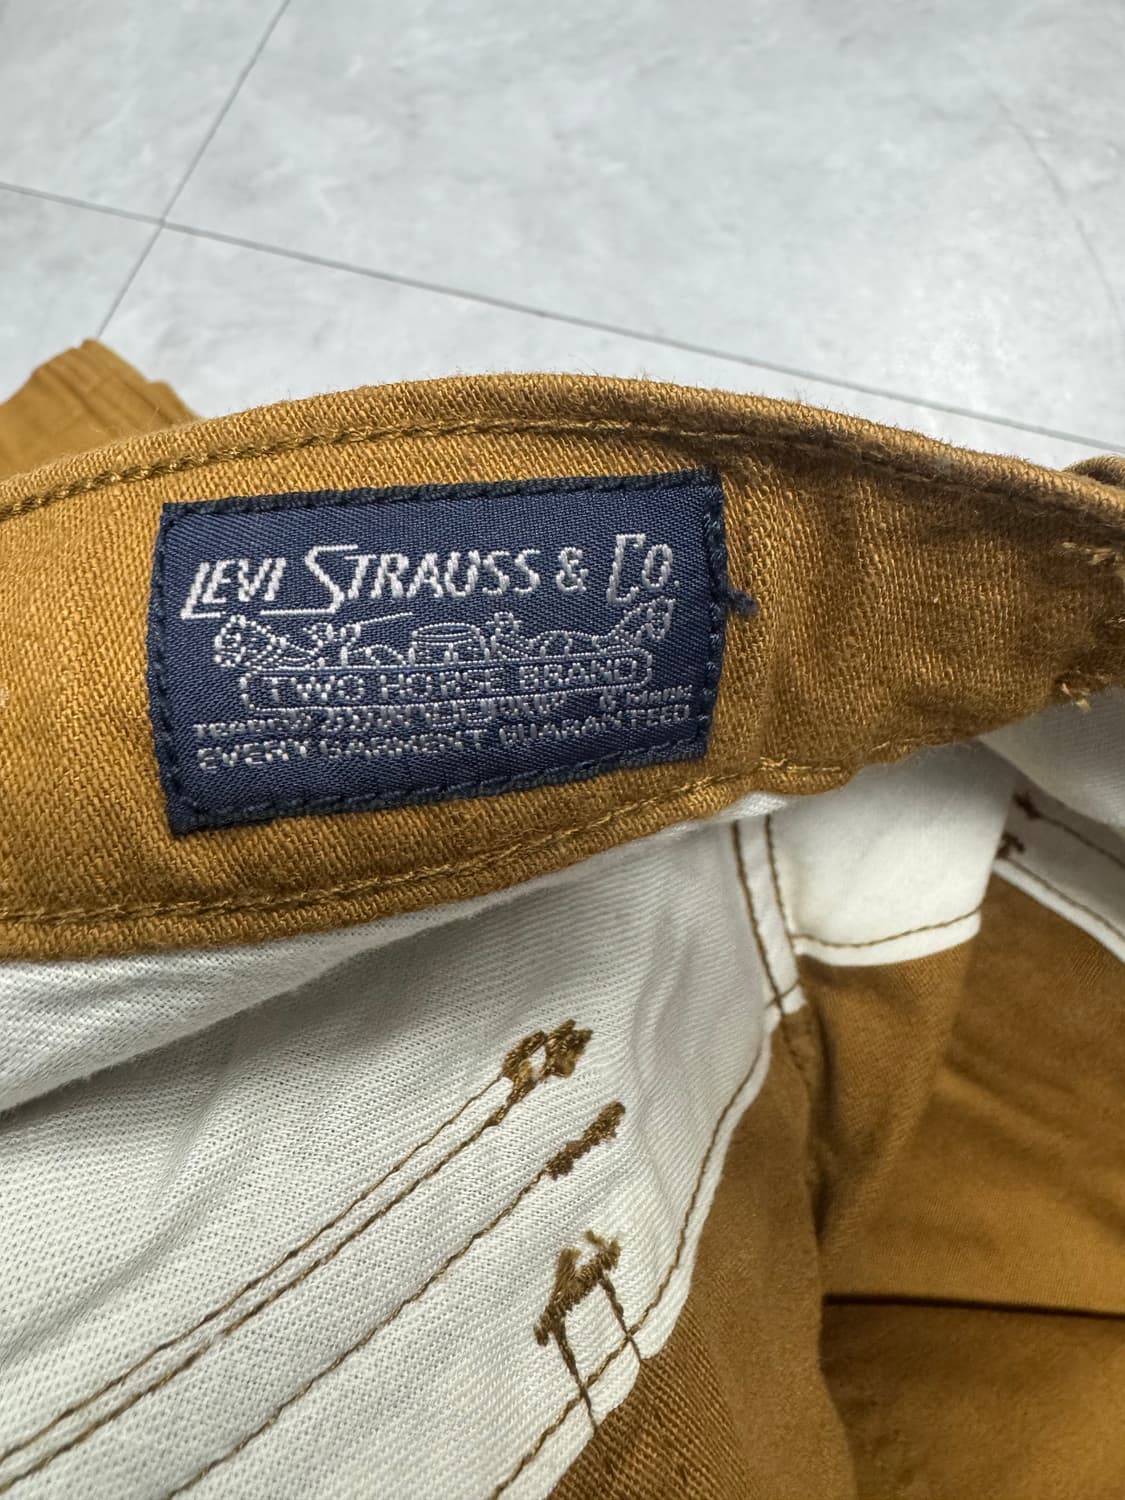 LEVI STRAUSS & CO.
TWO HORSE BRAND
EVERY GARMENT GUARANTEED